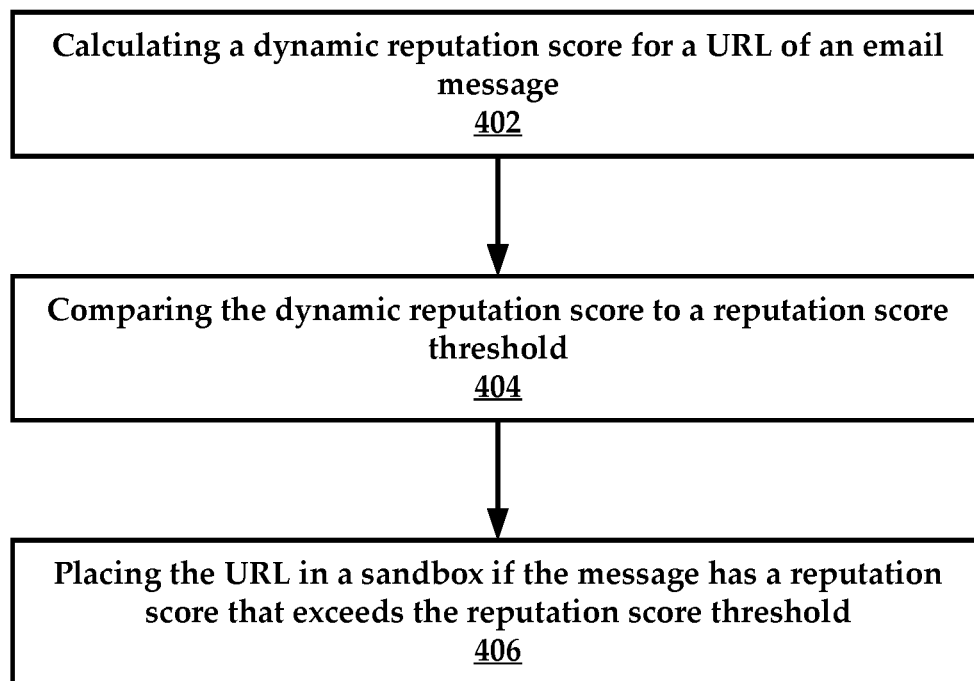 Calculating a dynamic reputation score for a URL of an email
message
402
Comparing the dynamic reputation score to a reputation score
threshold
404
Placing the URL in a sandbox if the message has a reputation
score that exceeds the reputation score threshold
406